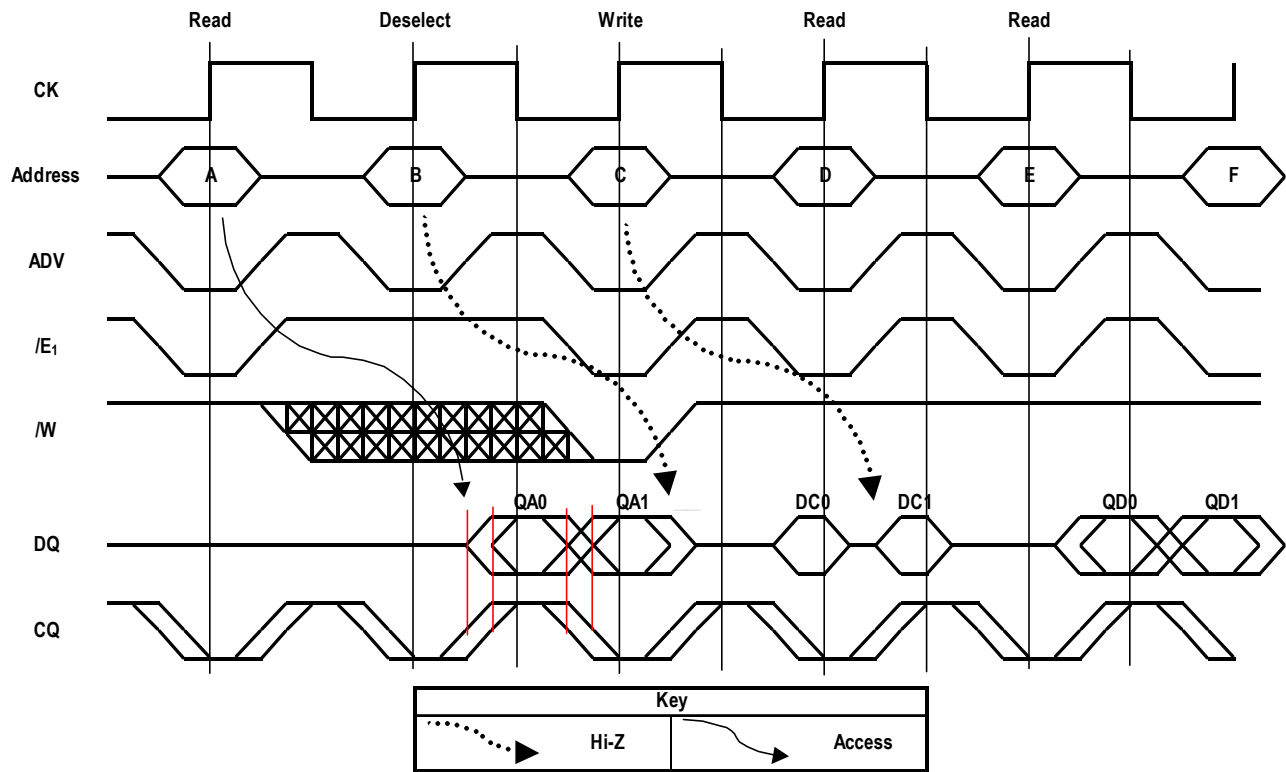 Read Deselect Write Read Read
CK
Address A B C D E F
ADV
/E1
/W
QA0 QA1 DC0 DC1 QD0 QD1
DQ
CQ
Key
Hi-Z Access